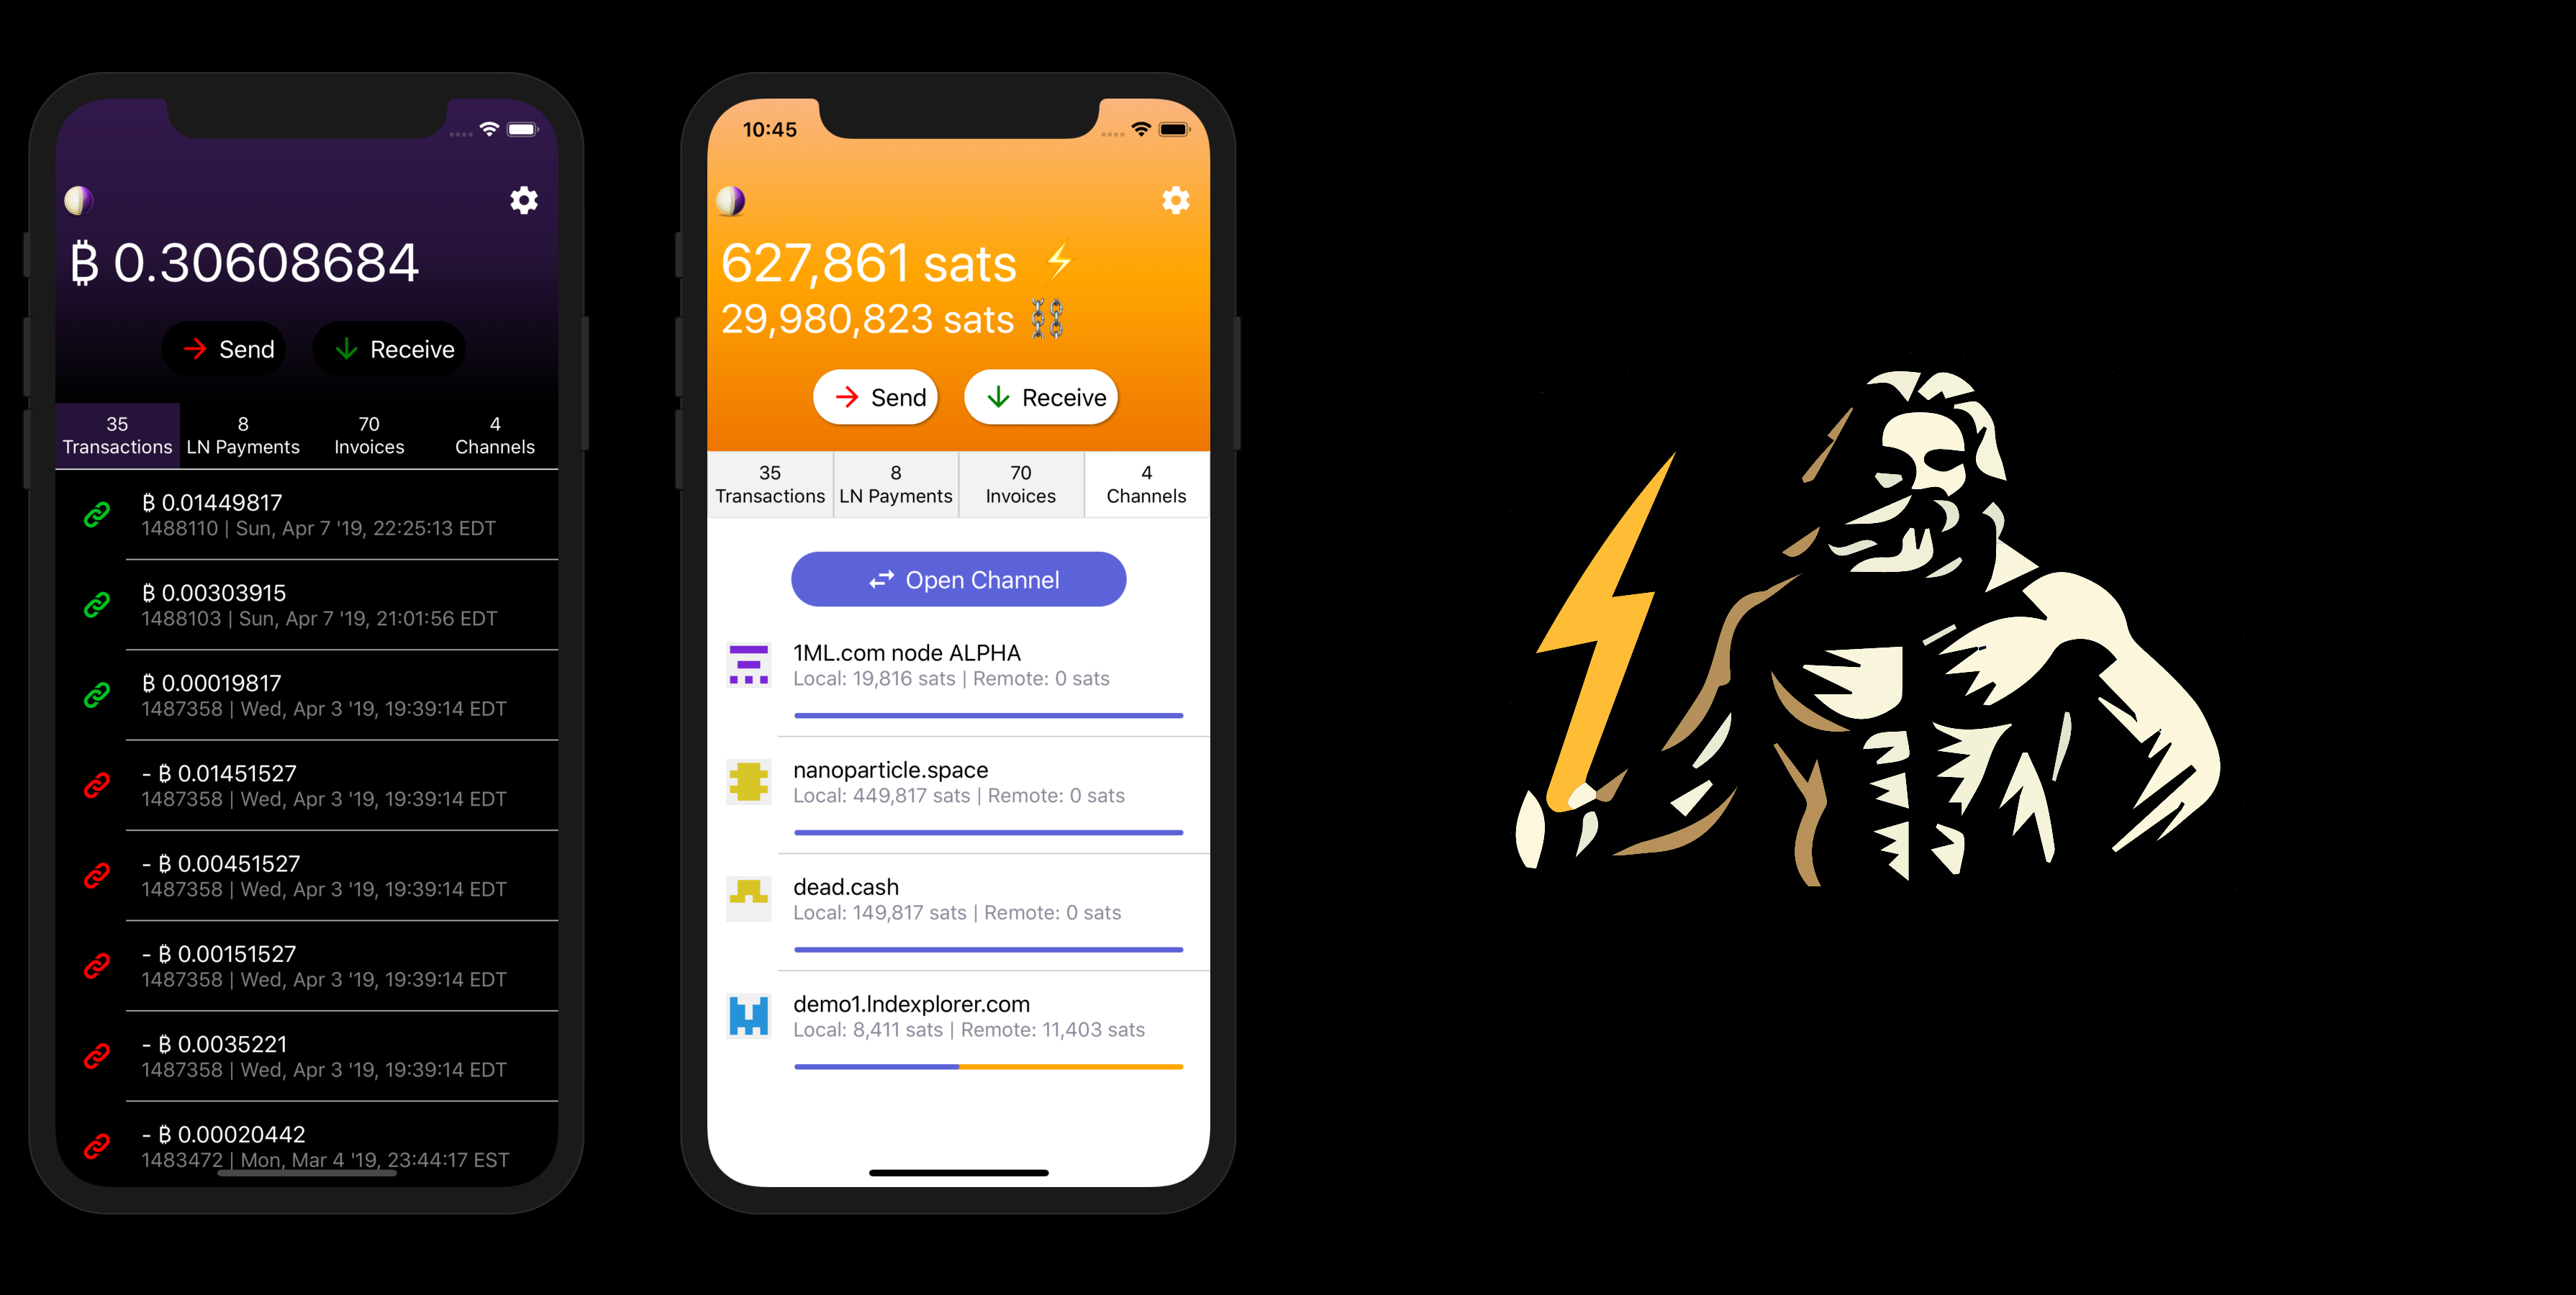 ₿ 0.30608684
Send Receive
35 8 70 4
Transactions LN Payments Invoices Channels
₿ 0.01449817
1488110 | Sun, Apr 7 '19, 22:25:13 EDT
₿ 0.00303915
1488103 | Sun, Apr 7 '19, 21:01:56 EDT
₿ 0.00019817
1487358 | Wed, Apr 3 '19, 19:39:14 EDT
- ₿ 0.01451527
1487358 | Wed, Apr 3 '19, 19:39:14 EDT
- ₿ 0.00451527
1487358 | Wed, Apr 3 '19, 19:39:14 EDT
- ₿ 0.00151527
1487358 | Wed, Apr 3 '19, 19:39:14 EDT
- ₿ 0.0035221
1487358 | Wed, Apr 3 '19, 19:39:14 EDT
- ₿ 0.00020442
1483472 | Mon, Mar 4 '19, 23:44:17 EST
10:45
627,861 sats ⚡
29,980,823 sats ⛓
Send Receive
35 8 70 4
Transactions LN Payments Invoices Channels
Open Channel
1ML.com node ALPHA
Local: 19,816 sats | Remote: 0 sats
nanoparticle.space
Local: 449,817 sats | Remote: 0 sats
dead.cash
Local: 149,817 sats | Remote: 0 sats
demo1.lndexplorer.com
Local: 8,411 sats | Remote: 11,403 sats